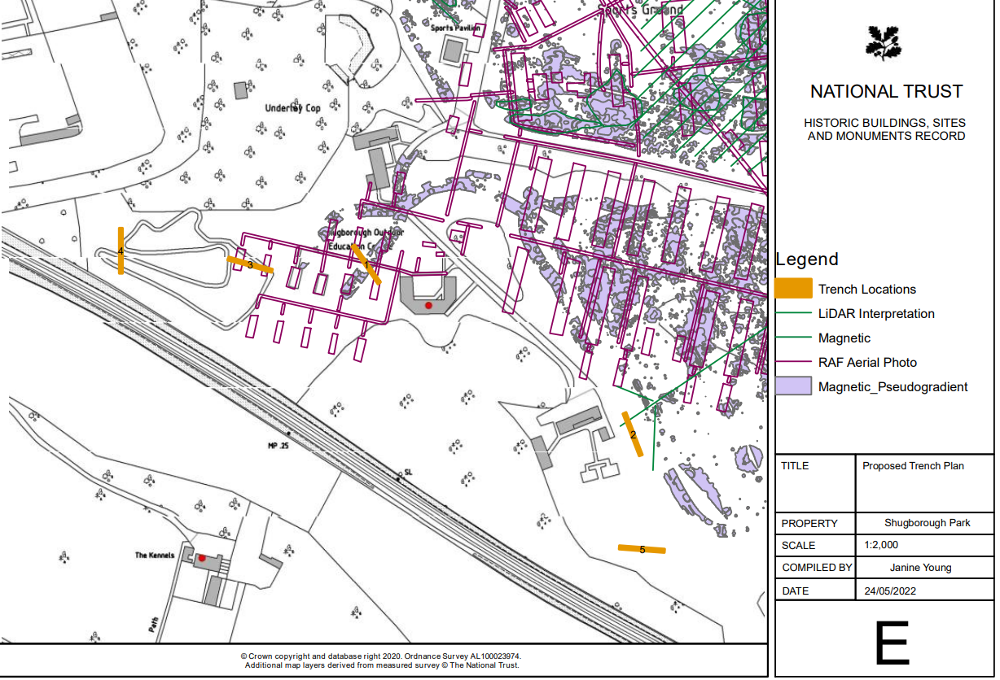 Sports Ground
Sports Pavilion
Underley Cop
ngborough Outdoor
Education Ce
4
3
1
2
5
MP .25
SL
The Kennels
Path
© Crown copyright and database right 2020. Ordnance Survey AL100023974.
Additional map layers derived from measured survey © The National Trust.
NATIONAL TRUST
HISTORIC BUILDINGS, SITES
AND MONUMENTS RECORD
Legend
Trench Locations
LiDAR Interpretation
Magnetic
RAF Aerial Photo
Magnetic_Pseudogradient
TITLE Proposed Trench Plan
PROPERTY Shugborough Park
SCALE 1:2,000
COMPILED BY Janine Young
DATE 24/05/2022
E